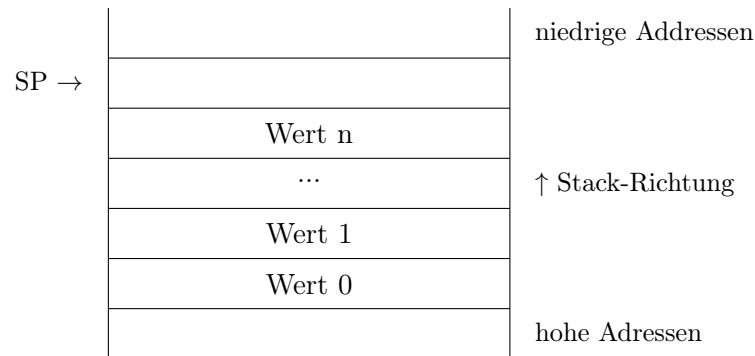 niedrige Addressen
SP →
Wert n
...
↑ Stack-Richtung
Wert 1
Wert 0
hohe Adressen